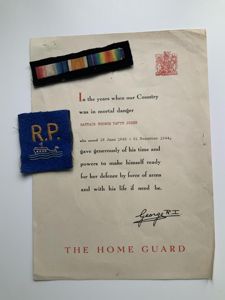 R.P.
In the years when our Country
was in mortal danger
who served
gave generously of his time and
powers to make himself ready
for her defence by force of arms
and with his life if need be.
George R.I.
THE HOME GUARD